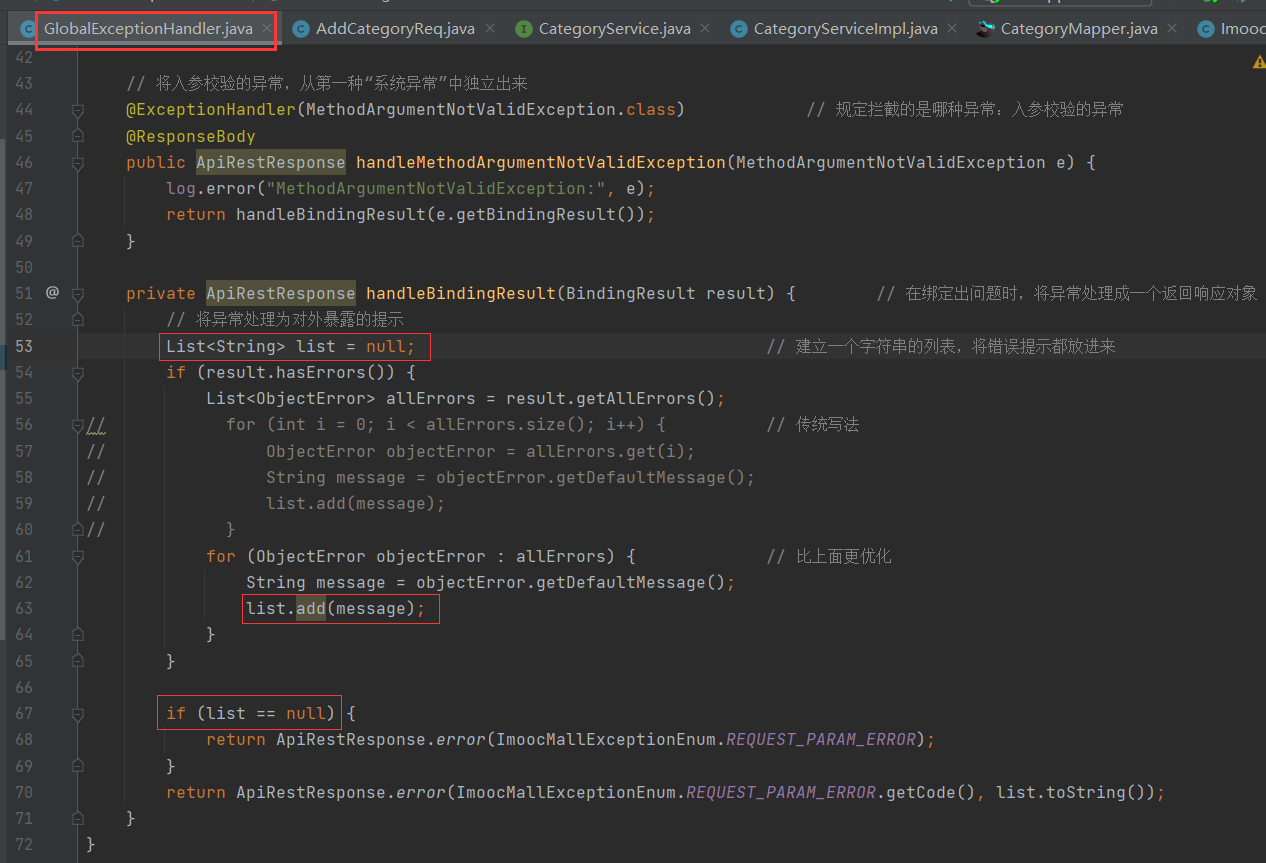 GlobalExceptionHandler.java × AddCategoryReq.java × CategoryService.java × CategoryServiceImpl.java × CategoryMapper.java × Imooc
42
43 // 将入参校验的异常，从第一种“系统异常”中独立出来
44 @ExceptionHandler(MethodArgumentNotValidException.class) // 规定拦截的是哪种异常：入参校验的异常
45 @ResponseBody
46 public ApiRestResponse handleMethodArgumentNotValidException(MethodArgumentNotValidException e) {
47 log.error("MethodArgumentNotValidException:", e);
48 return handleBindingResult(e.getBindingResult());
49 }
50
51 @ private ApiRestResponse handleBindingResult(BindingResult result) { // 在绑定出问题时，将异常处理成一个返回响应对象
52 // 将异常处理为对外暴露的提示
53 List<String> list = null; // 建立一个字符串的列表，将错误提示都放进来
54 if (result.hasErrors()) {
55 List<ObjectError> allErrors = result.getAllErrors();
56 // for (int i = 0; i < allErrors.size(); i++) { // 传统写法
57 // ObjectError objectError = allErrors.get(i);
58 // String message = objectError.getDefaultMessage();
59 // list.add(message);
60 // }
61 for (ObjectError objectError : allErrors) { // 比上面更优化
62 String message = objectError.getDefaultMessage();
63 list.add(message);
64 }
65 }
66
67 if (list == null) {
68 return ApiRestResponse.error(ImoocMallExceptionEnum.REQUEST_PARAM_ERROR);
69 }
70 return ApiRestResponse.error(ImoocMallExceptionEnum.REQUEST_PARAM_ERROR.getCode(), list.toString());
71 }
72 }